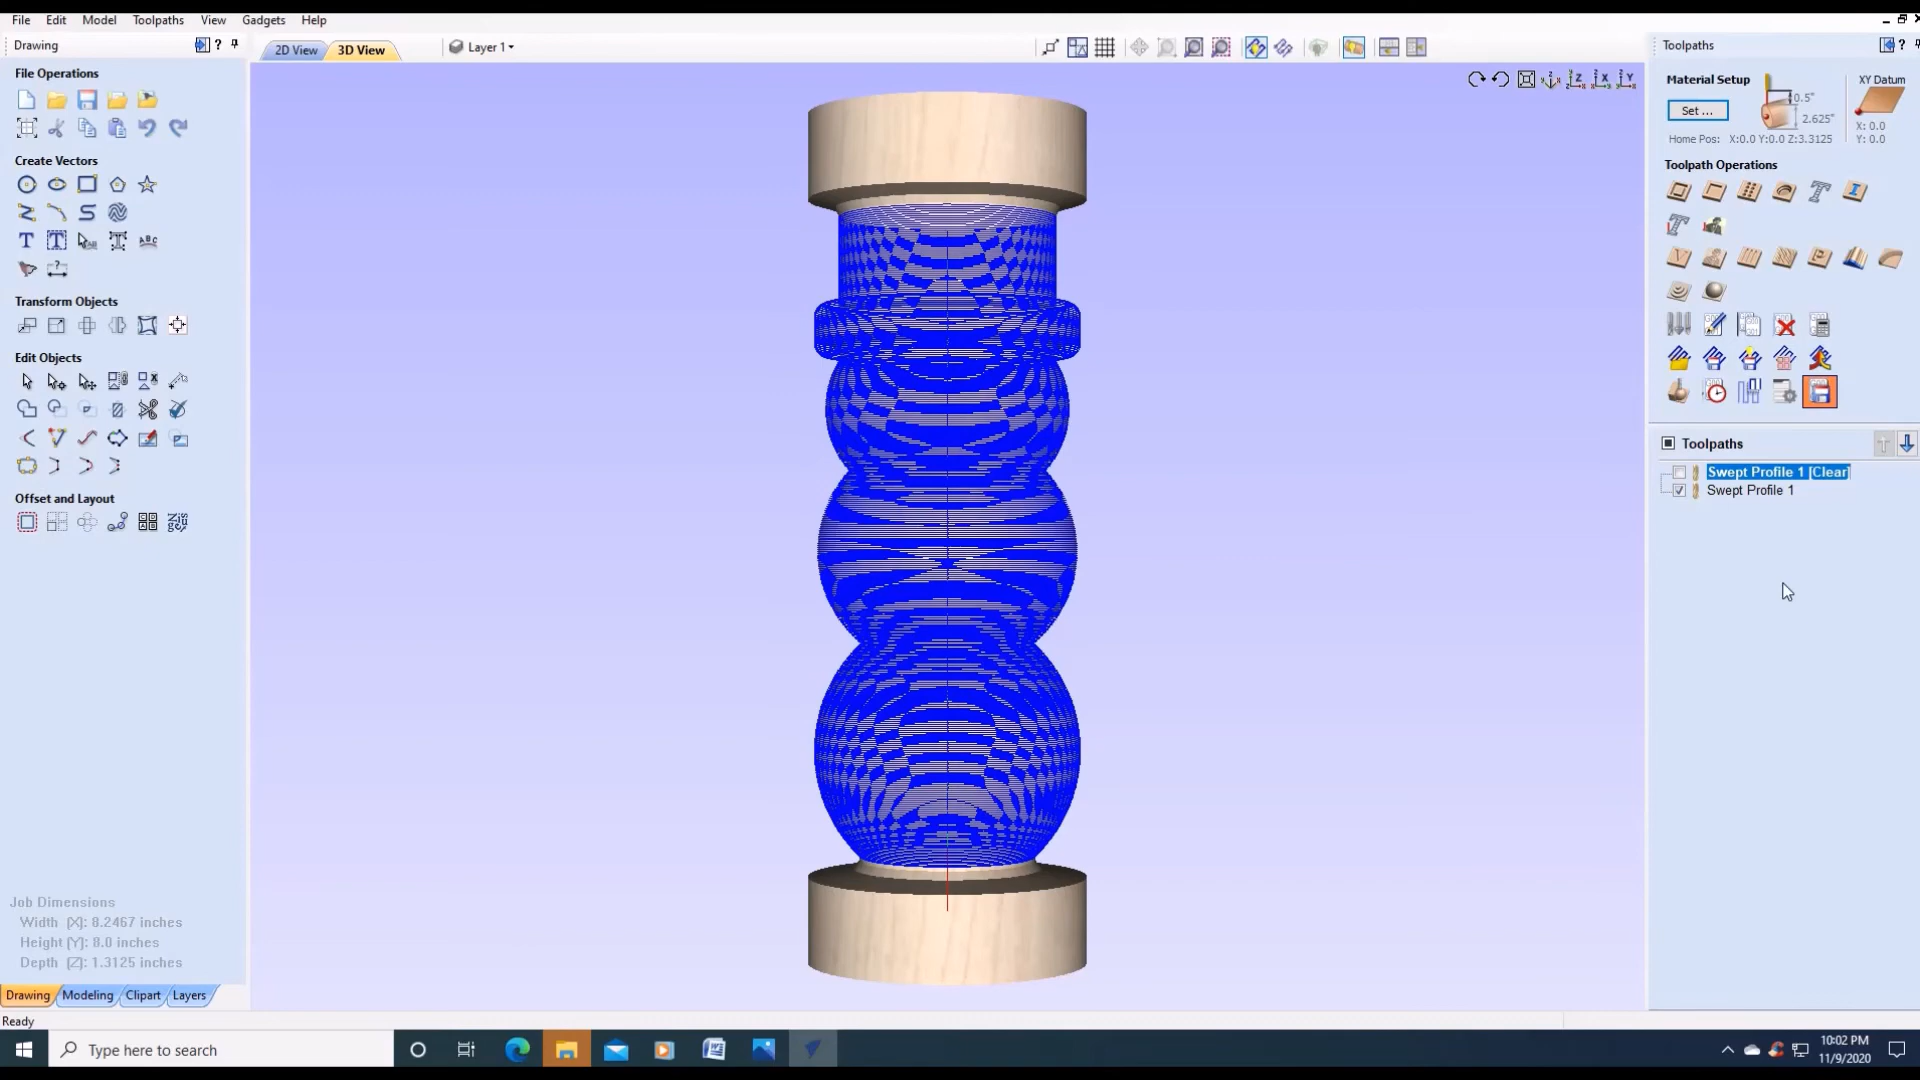 File Edit Model Toolpaths View Gadgets Help
Drawing
?
2D View 3D View
Layer 1
Toolpaths
?
File Operations
Create Vectors
Transform Objects
Edit Objects
Offset and Layout
Job Dimensions
Width (X): 8.2467 inches
Height (Y): 8.0 inches
Depth (Z): 1.3125 inches
Drawing Modeling Clipart Layers
Ready
Material Setup
Set ...
0.5"
2.625"
XY Datum
X: 0.0
Y: 0.0
Home Pos: X:0.0 Y:0.0 Z:3.3125
Toolpath Operations
Toolpaths
Swept Profile 1 [Clear]
Swept Profile 1
Type here to search
10:02 PM
11/9/2020